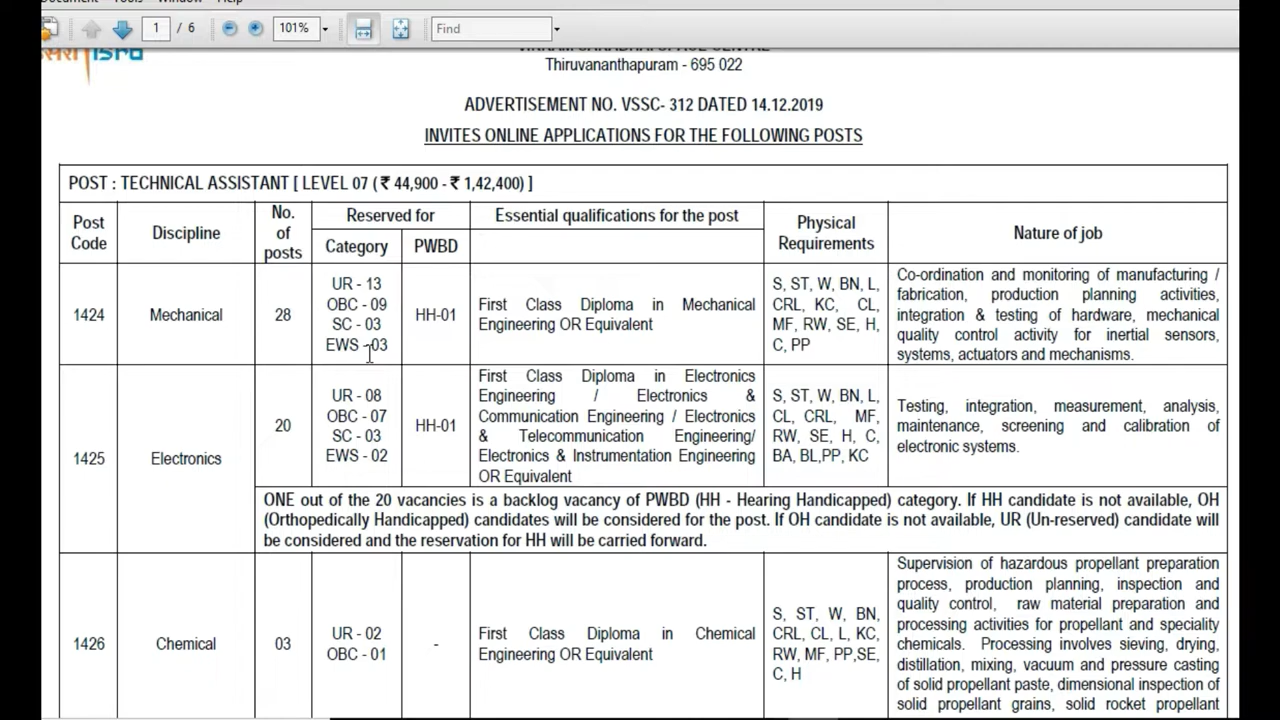 Tools
Help
1 / 6
101%
Find
इसरो isro
Thiruvananthapuram - 695 022
ADVERTISEMENT NO. VSSC- 312 DATED 14.12.2019
INVITES ONLINE APPLICATIONS FOR THE FOLLOWING POSTS
POST : TECHNICAL ASSISTANT [ LEVEL 07 ( ₹ 44,900 - ₹ 1,42,400) ]
Post
Code
Discipline
No.
of
posts
Reserved for
Category
PWBD
Essential qualifications for the post
Physical
Requirements
Nature of job
1424
Mechanical
28
UR - 13
OBC - 09
SC - 03
EWS - 03
HH-01
First Class Diploma in Mechanical
Engineering OR Equivalent
S, ST, W, BN, L,
CRL, KC, CL,
MF, RW, SE, H,
C, PP
Co-ordination and monitoring of manufacturing /
fabrication, production planning activities,
integration & testing of hardware, mechanical
quality control activity for inertial sensors,
systems, actuators and mechanisms.
1425
Electronics
20
UR - 08
OBC - 07
SC - 03
EWS - 02
HH-01
First Class Diploma in Electronics
Engineering / Electronics &
Communication Engineering / Electronics
& Telecommunication Engineering/
Electronics & Instrumentation Engineering
OR Equivalent
S, ST, W, BN, L,
CL, CRL, MF,
RW, SE, H, C,
BA, BL,PP, KC
Testing, integration, measurement, analysis,
maintenance, screening and calibration of
electronic systems.
ONE out of the 20 vacancies is a backlog vacancy of PWBD (HH - Hearing Handicapped) category. If HH candidate is not available, OH
(Orthopedically Handicapped) candidates will be considered for the post. If OH candidate is not available, UR (Un-reserved) candidate will
be considered and the reservation for HH will be carried forward.
1426
Chemical
03
UR - 02
OBC - 01
-
First Class Diploma in Chemical
Engineering OR Equivalent
S, ST, W, BN,
CRL, CL, L, KC,
RW, MF, PP,SE,
C, H
Supervision of hazardous propellant preparation
process, production planning, inspection and
quality control, raw material preparation and
processing activities for propellant and speciality
chemicals. Processing involves sieving, drying,
distillation, mixing, vacuum and pressure casting
of solid propellant paste, dimensional inspection of
solid propellant grains, solid rocket propellant